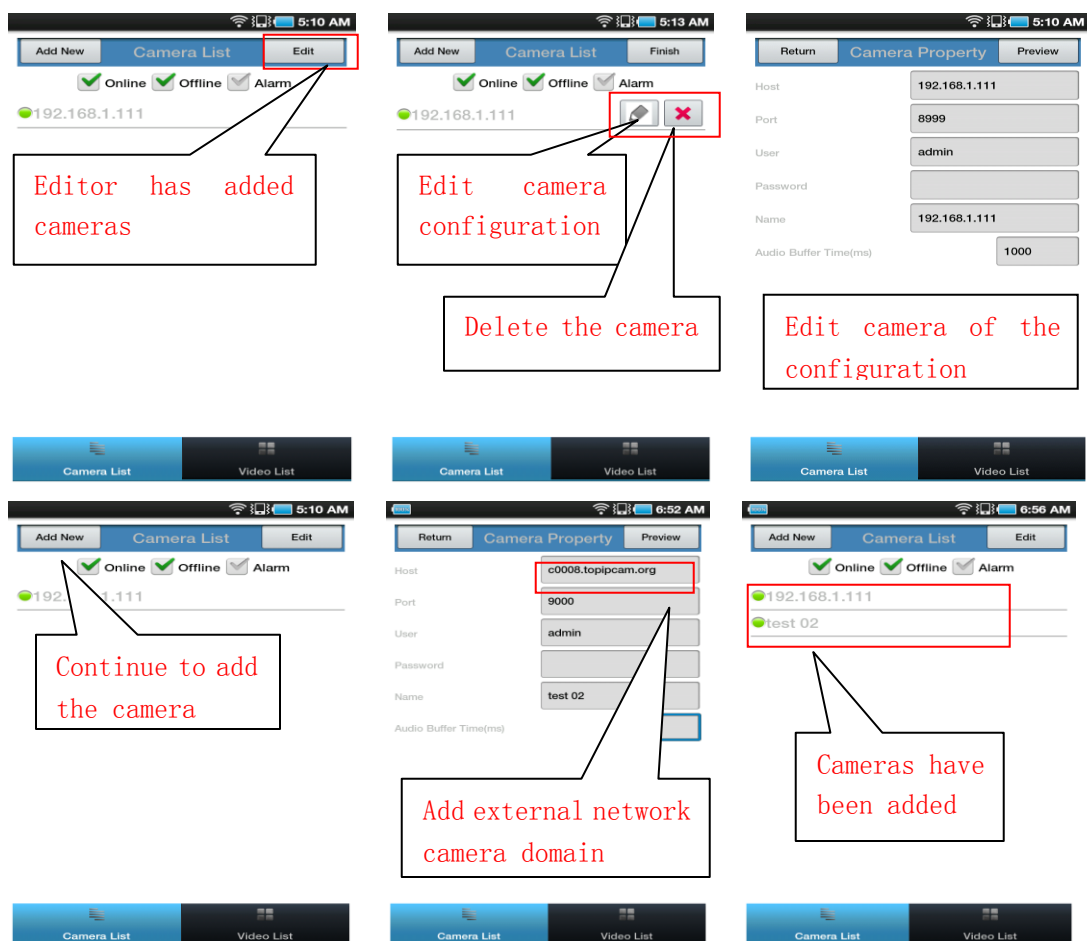 5:10 AM
Add New Camera List Edit
Online Offline Alarm
192.168.1.111
Editor has added
cameras
Camera List Video List
5:13 AM
Add New Camera List Finish
Online Offline Alarm
192.168.1.111
Edit camera
configuration
Delete the camera
Camera List Video List
5:10 AM
Return Camera Property Preview
Host 192.168.1.111
Port 8999
User admin
Password
Name 192.168.1.111
Audio Buffer Time(ms) 1000
Edit camera of the
configuration
Camera List Video List
5:10 AM
Add New Camera List Edit
Online Offline Alarm
192. 1.111
Continue to add
the camera
Camera List Video List
6:52 AM
Return Camera Property Preview
Host c0008.topipcam.org
Port 9000
User admin
Password
Name test 02
Audio Buffer Time(ms)
Add external network
camera domain
Camera List Video List
6:56 AM
Add New Camera List Edit
Online Offline Alarm
192.168.1.111
test 02
Cameras have
been added
Camera List Video List